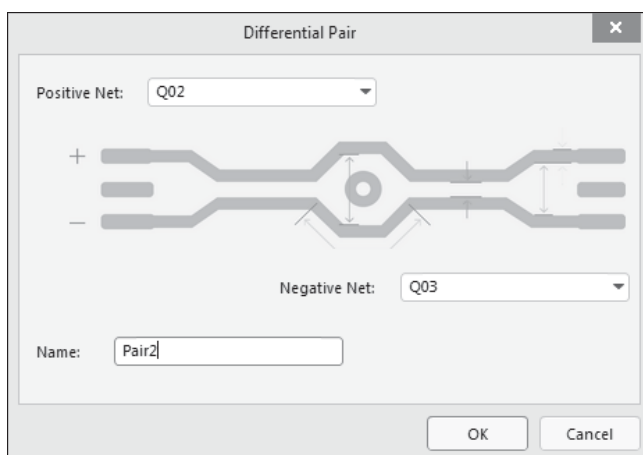 Differential Pair
Positive Net: Q02
+
−
Negative Net: Q03
Name: Pair2
OK Cancel